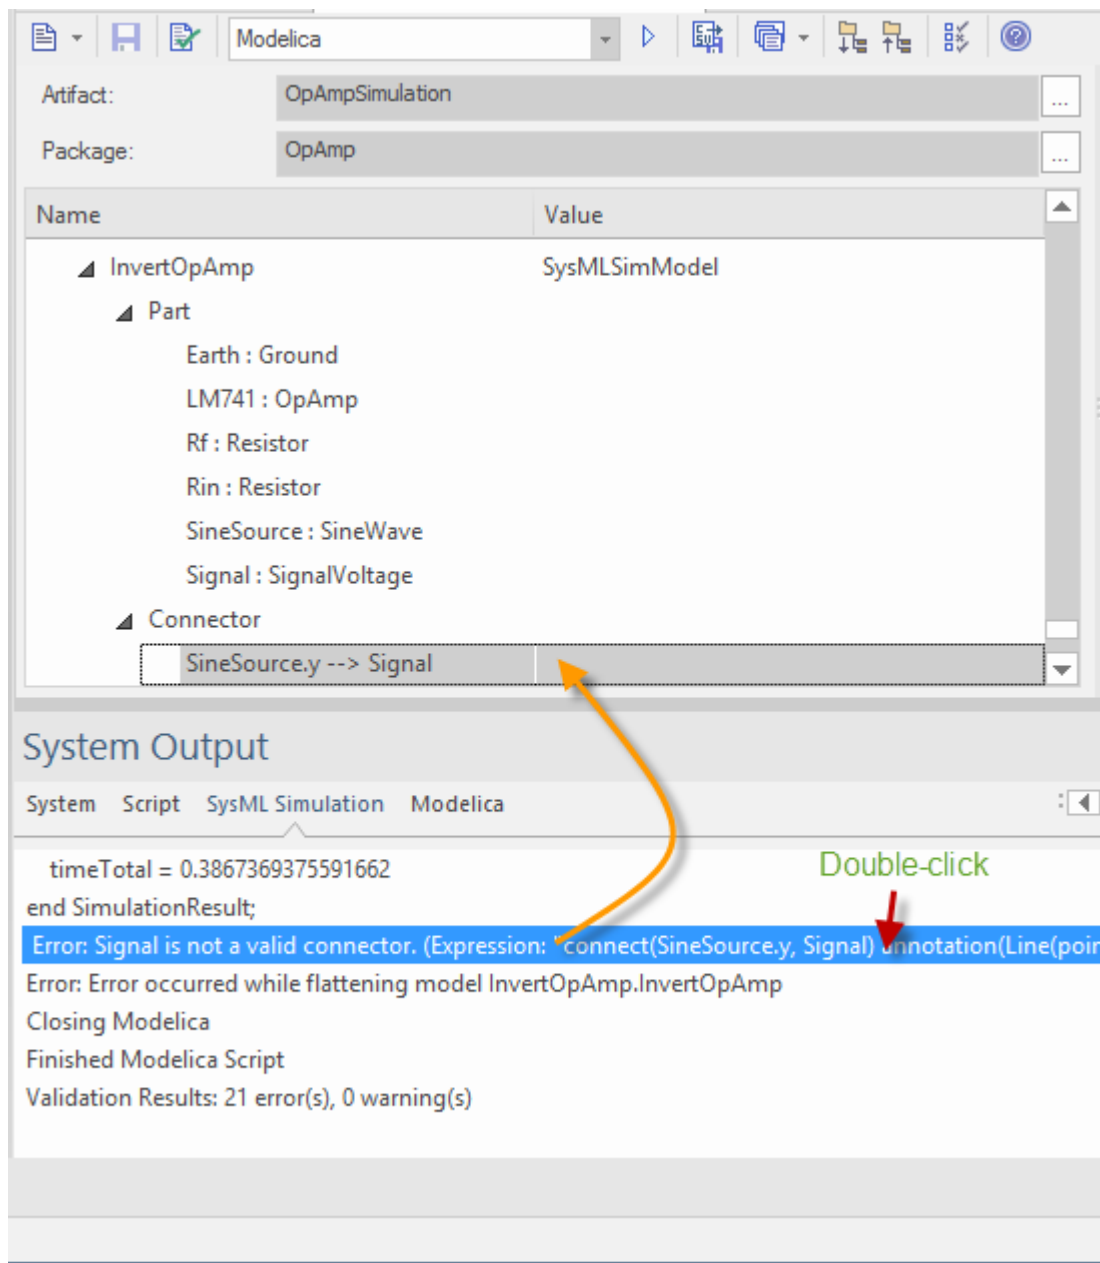 Modelica
Artifact: OpAmpSimulation ...
Package: OpAmp ...
Name Value
InvertOpAmp SysMLSimModel
Part
Earth : Ground
LM741 : OpAmp
Rf : Resistor
Rin : Resistor
SineSource : SineWave
Signal : SignalVoltage
Connector
SineSource.y --> Signal
System Output
System Script SysML Simulation Modelica
timeTotal = 0.3867369375591662
Double-click
end SimulationResult;
Error: Signal is not a valid connector. (Expression: "connect(SineSource.y, Signal) annotation(Line(poin
Error: Error occurred while flattening model InvertOpAmp.InvertOpAmp
Closing Modelica
Finished Modelica Script
Validation Results: 21 error(s), 0 warning(s)